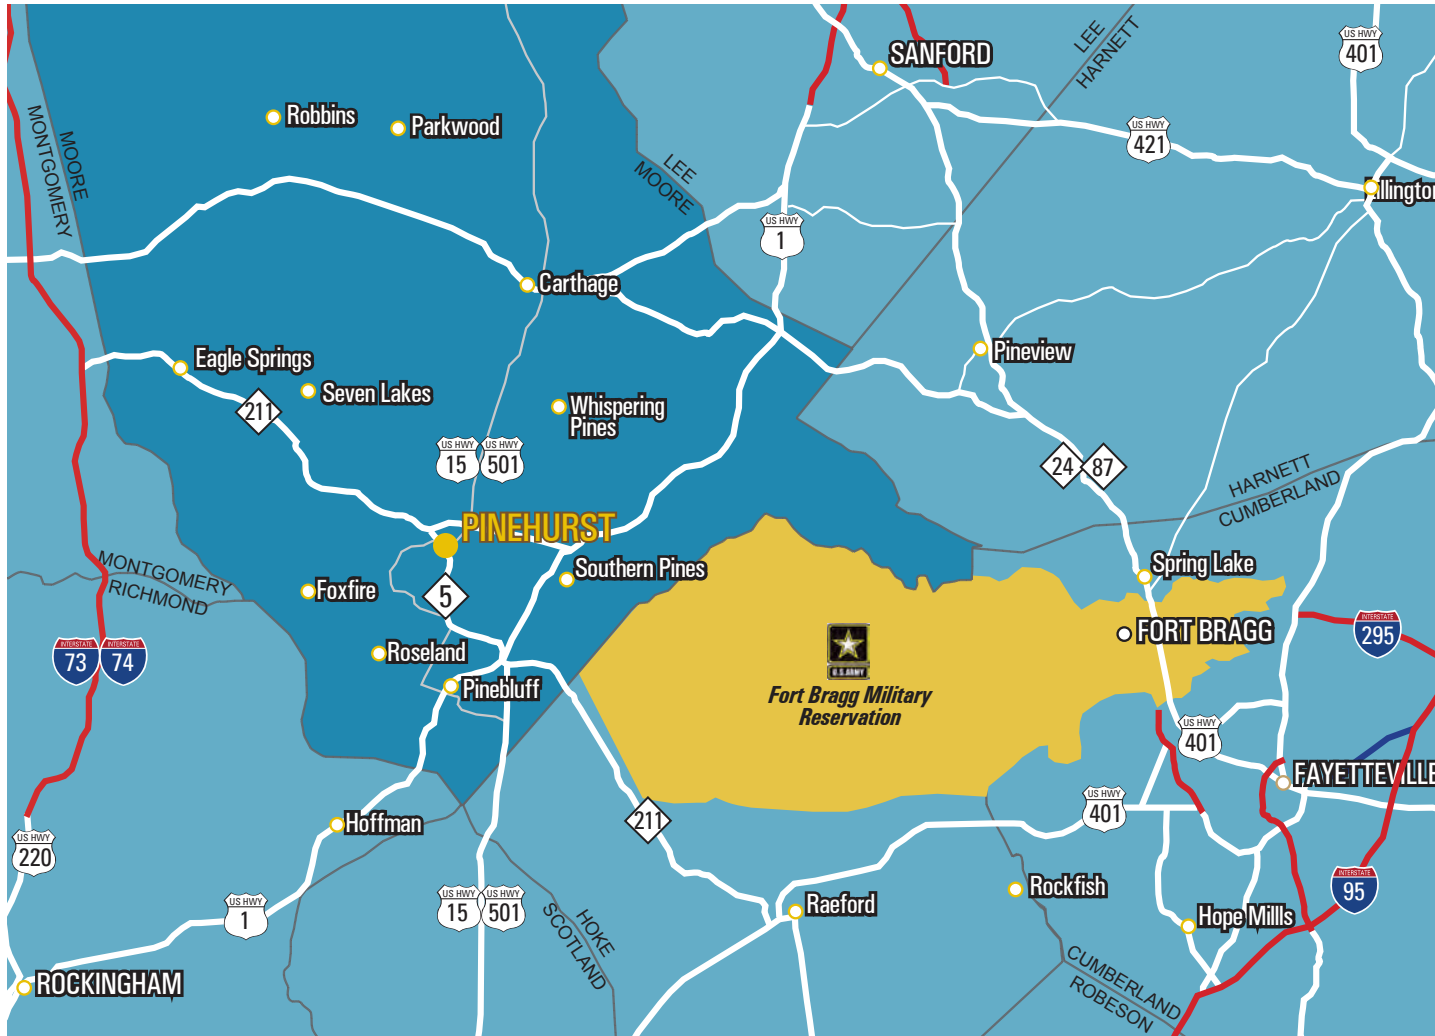 SANFORD
LEE
HARNETT
US HWY
401
Robbins
Parkwood
US HWY
421
MOORE
MONTGOMERY
LEE
MOORE
Lillington
US HWY
1
Carthage
Eagle Springs
Pineview
Seven Lakes
211
Whispering
Pines
US HWY
15
US HWY
501
24
87
HARNETT
CUMBERLAND
PINEHURST
MONTGOMERY
RICHMOND
Southern Pines
Spring Lake
Foxfire
5
FORT BRAGG
INTERSTATE
295
INTERSTATE
73
INTERSTATE
74
Roseland
U.S. ARMY
Pinebluff
Fort Bragg Military
Reservation
US HWY
401
FAYETTEVILLE
US HWY
401
Hoffman
211
US HWY
220
Rockfish
INTERSTATE
95
US HWY
1
US HWY
15
US HWY
501
Raeford
Hope Millls
HOKE
SCOTLAND
ROCKINGHAM
CUMBERLAND
ROBESON